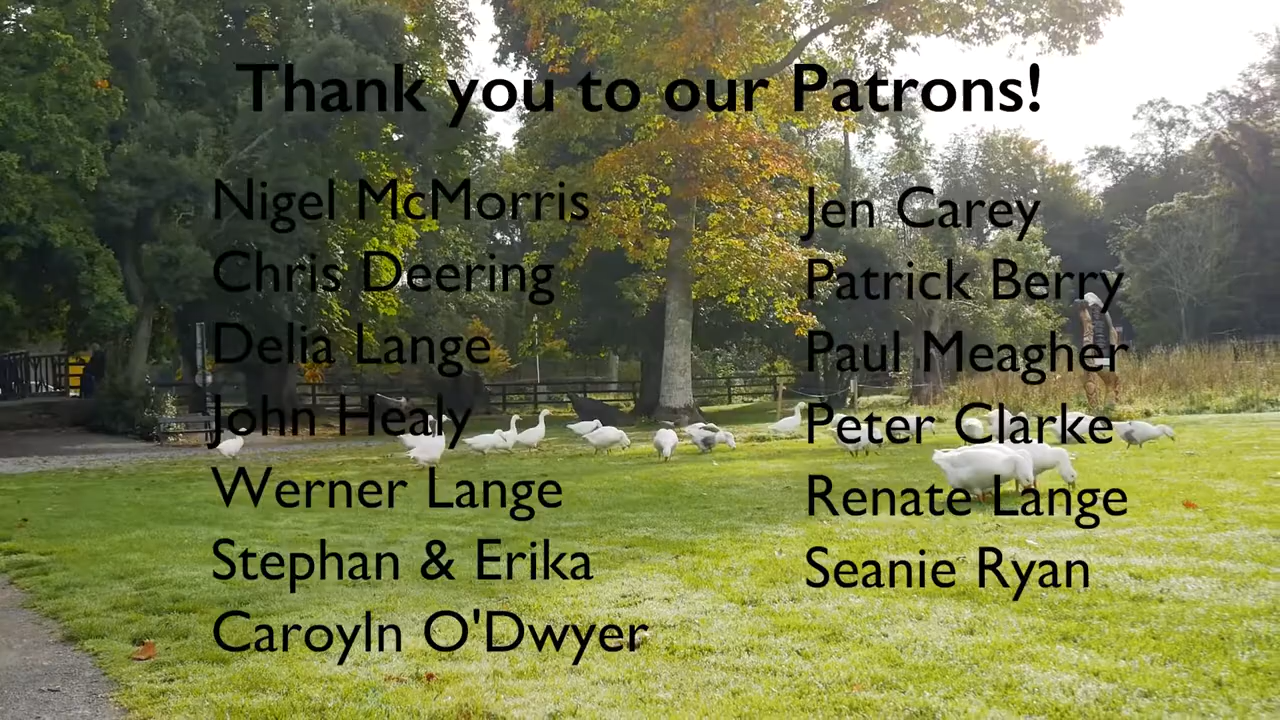 Thank you to our Patrons!
Nigel McMorris
Chris Deering
Delia Lange
John Healy
Werner Lange
Stephan & Erika
Caroyln O'Dwyer
Jen Carey
Patrick Berry
Paul Meagher
Peter Clarke
Renate Lange
Seanie Ryan